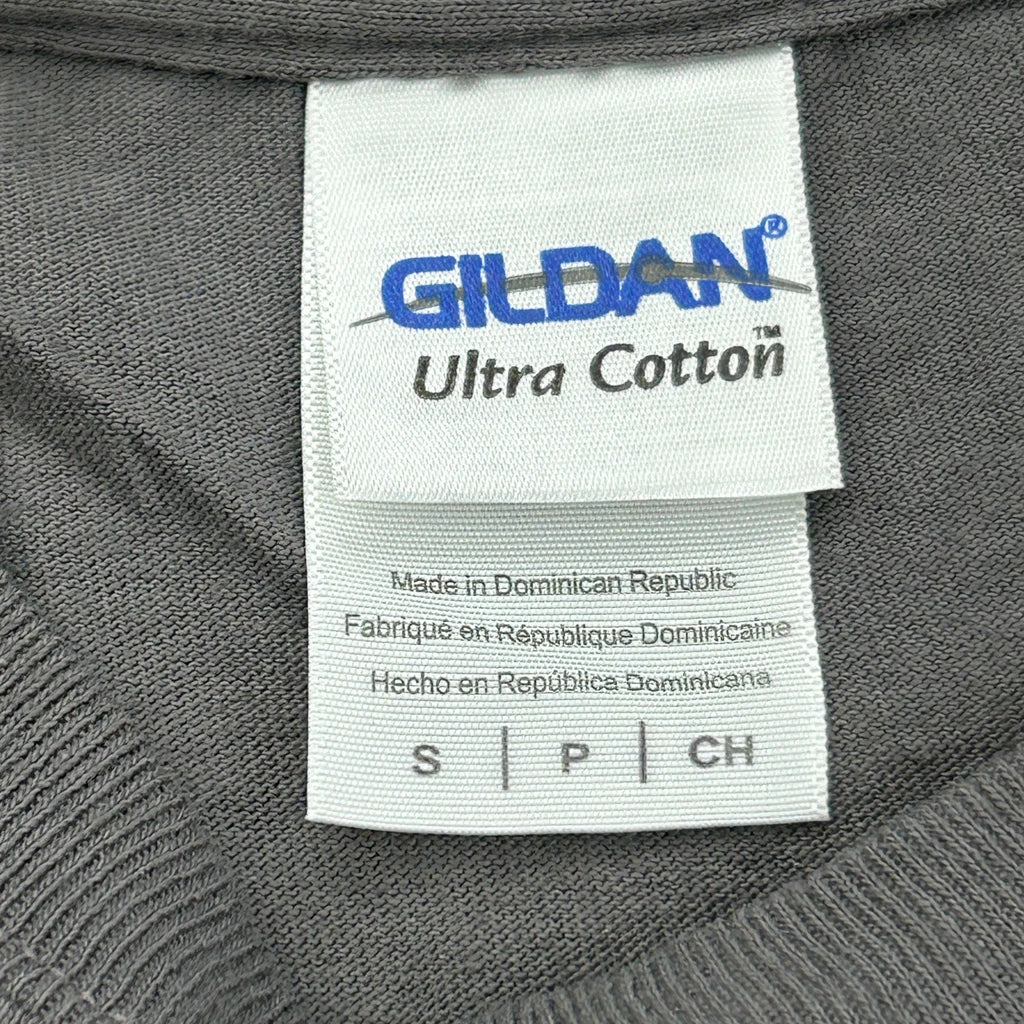 GILDAN®
Ultra Cotton™
Made in Dominican Republic
Fabriqué en République Dominicaine
Hecho en República Dominicana
S | P | CH